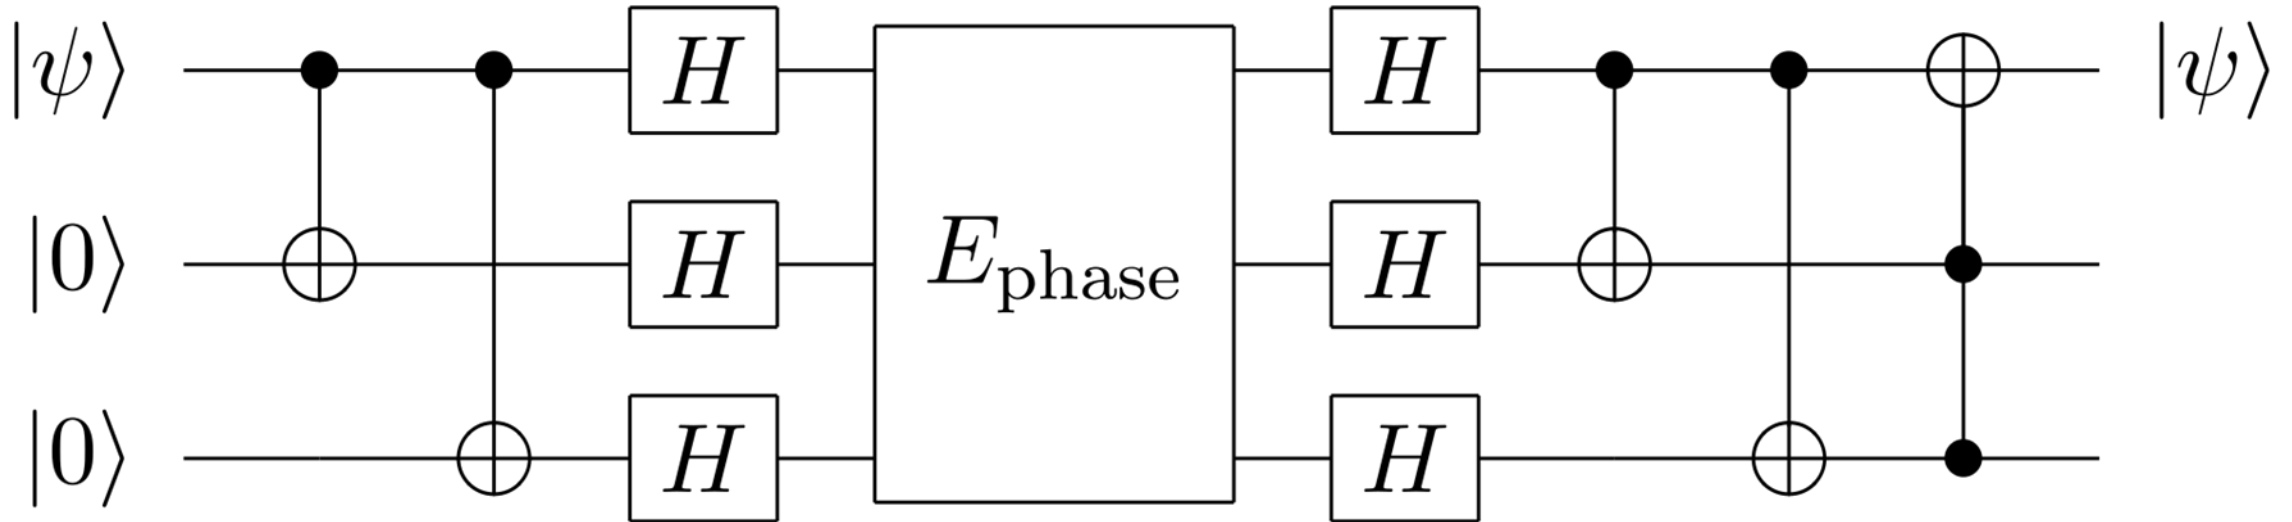 |ψ⟩ H H |ψ⟩
|0⟩ H E_phase H
|0⟩ H H